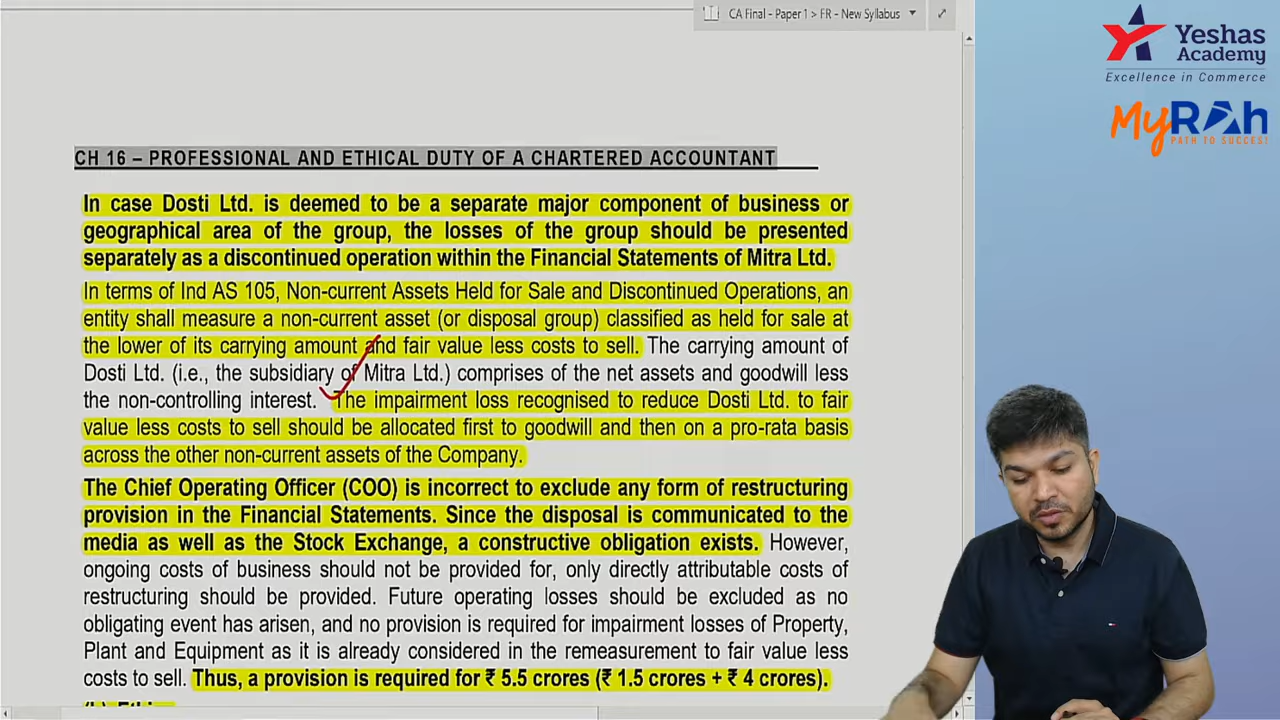 CA Final - Paper 1 > FR - New Syllabus
Yeshas
Academy
Excellence in Commerce
MyRAh
PATH TO SUCCESS!
CH 16 – PROFESSIONAL AND ETHICAL DUTY OF A CHARTERED ACCOUNTANT
In case Dosti Ltd. is deemed to be a separate major component of business or
geographical area of the group, the losses of the group should be presented
separately as a discontinued operation within the Financial Statements of Mitra Ltd.
In terms of Ind AS 105, Non-current Assets Held for Sale and Discontinued Operations, an
entity shall measure a non-current asset (or disposal group) classified as held for sale at
the lower of its carrying amount and fair value less costs to sell. The carrying amount of
Dosti Ltd. (i.e., the subsidiary of Mitra Ltd.) comprises of the net assets and goodwill less
the non-controlling interest. The impairment loss recognised to reduce Dosti Ltd. to fair
value less costs to sell should be allocated first to goodwill and then on a pro-rata basis
across the other non-current assets of the Company.
The Chief Operating Officer (COO) is incorrect to exclude any form of restructuring
provision in the Financial Statements. Since the disposal is communicated to the
media as well as the Stock Exchange, a constructive obligation exists. However,
ongoing costs of business should not be provided for, only directly attributable costs of
restructuring should be provided. Future operating losses should be excluded as no
obligating event has arisen, and no provision is required for impairment losses of Property,
Plant and Equipment as it is already considered in the remeasurement to fair value less
costs to sell. Thus, a provision is required for ₹ 5.5 crores (₹ 1.5 crores + ₹ 4 crores).